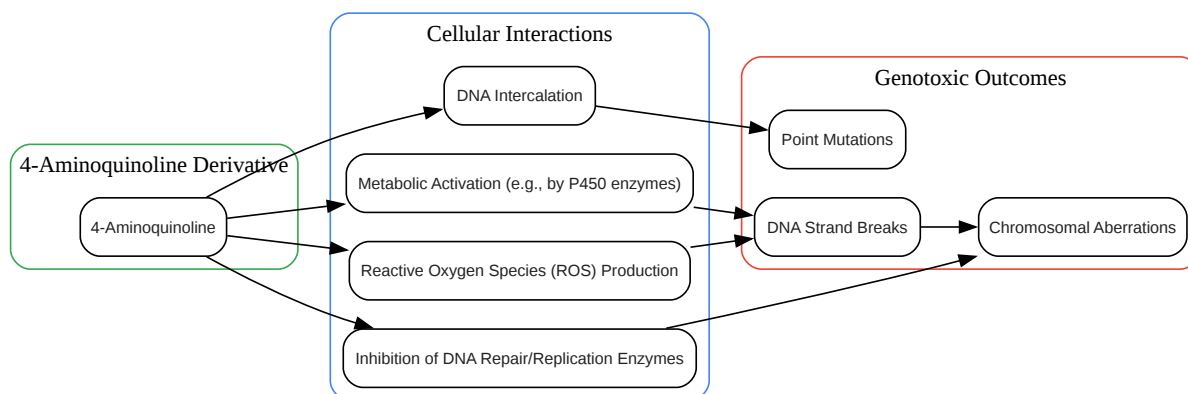 Cellular Interactions
Genotoxic Outcomes
4-Aminoquinoline Derivative
DNA Intercalation
Point Mutations
Metabolic Activation (e.g., by P450 enzymes)
4-Aminoquinoline
DNA Strand Breaks
Chromosomal Aberrations
Reactive Oxygen Species (ROS) Production
Inhibition of DNA Repair/Replication Enzymes